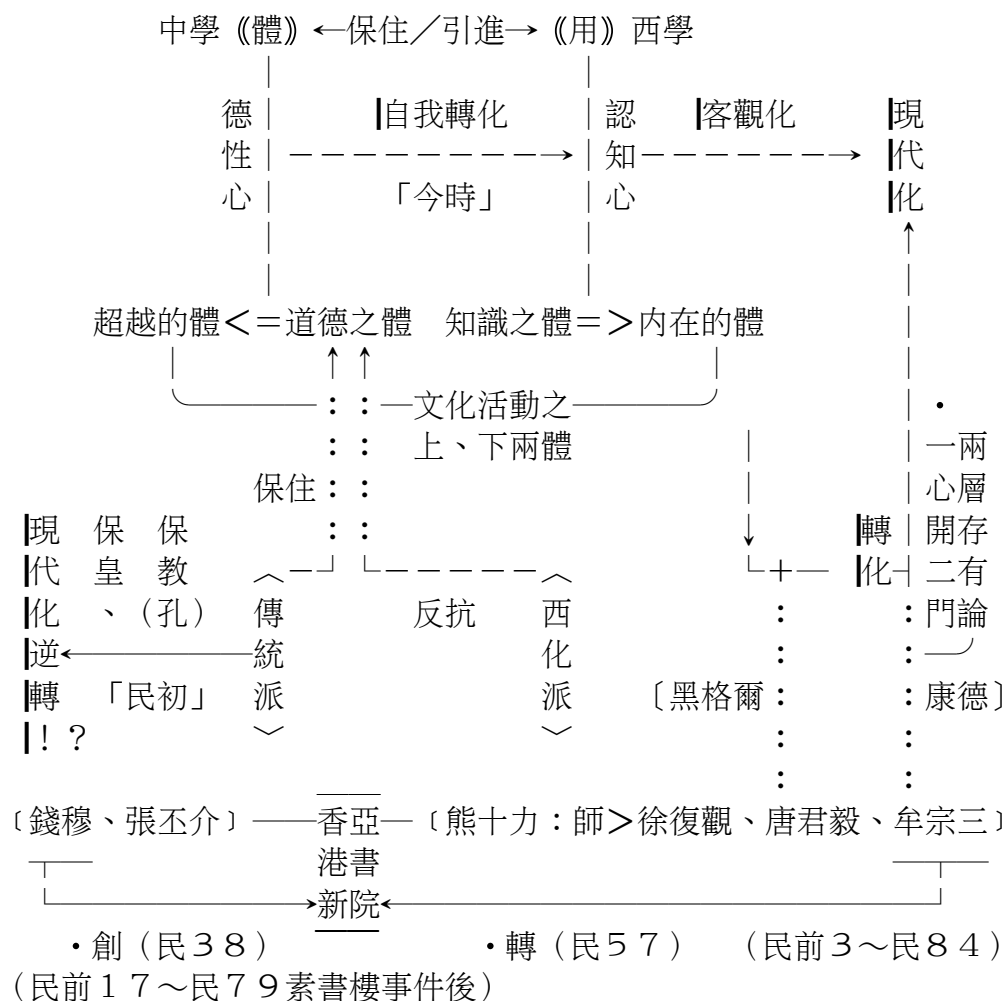 中學⟪體⟫←保住／引進→⟪用⟫西學
德性心
自我轉化
「今時」
認知心
客觀化
現代化
超越的體＜＝道德之體　知識之體＝＞内在的體
文化活動之
上、下兩體
保住
現代化逆轉！？
保皇、
保教（孔）
「民初」
︿傳統派﹀
反抗
︿西化派﹀
轉化
一心開二門
・兩層存有論
〔黑格爾
康德〕
〔錢穆、張丕介〕——香港新亞書院—〔熊十力：師＞徐復觀、唐君毅、牟宗三〕
・創（民３８）　・轉（民５７）　（民前３～民８４）
（民前１７～民７９素書樓事件後）